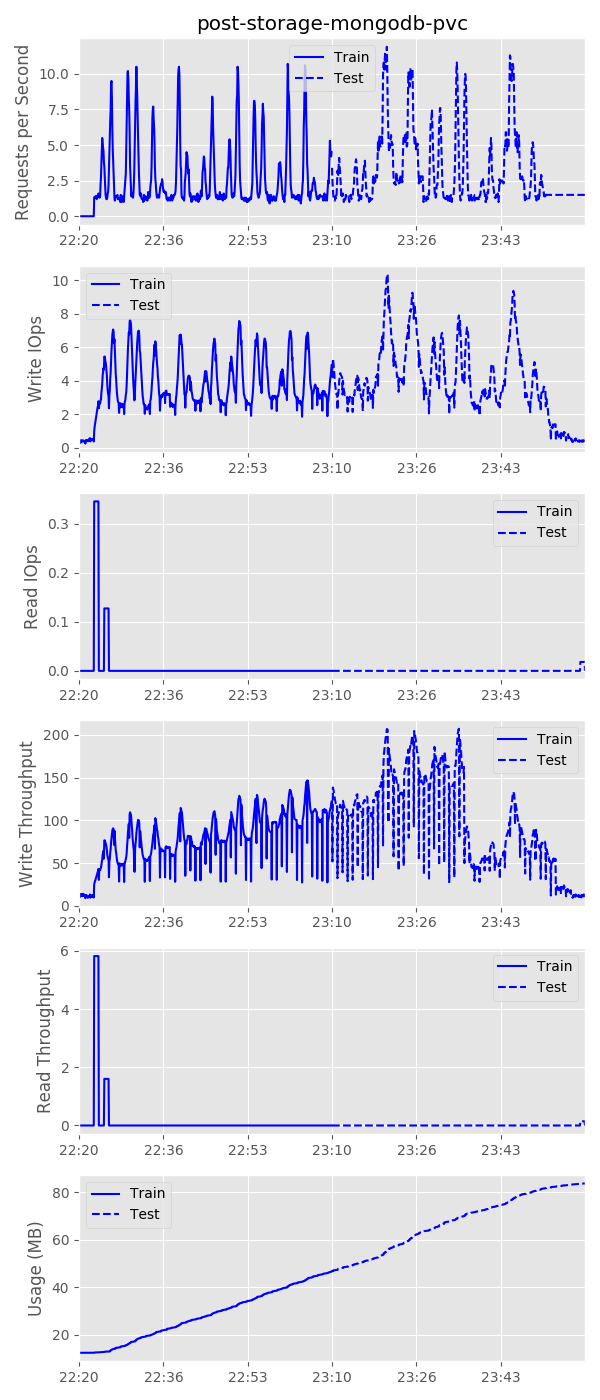 post-storage-mongodb-pvc
Requests per Second
10.0
7.5
5.0
2.5
0.0
Train
Test
22:20 22:36 22:53 23:10 23:26 23:43
Write IOps
10
8
6
4
2
0
Train
Test
22:20 22:36 22:53 23:10 23:26 23:43
Read IOps
0.3
0.2
0.1
0.0
Train
Test
22:20 22:36 22:53 23:10 23:26 23:43
Write Throughput
200
150
100
50
0
Train
Test
22:20 22:36 22:53 23:10 23:26 23:43
Read Throughput
6
4
2
0
Train
Test
22:20 22:36 22:53 23:10 23:26 23:43
Usage (MB)
80
60
40
20
Train
Test
22:20 22:36 22:53 23:10 23:26 23:43